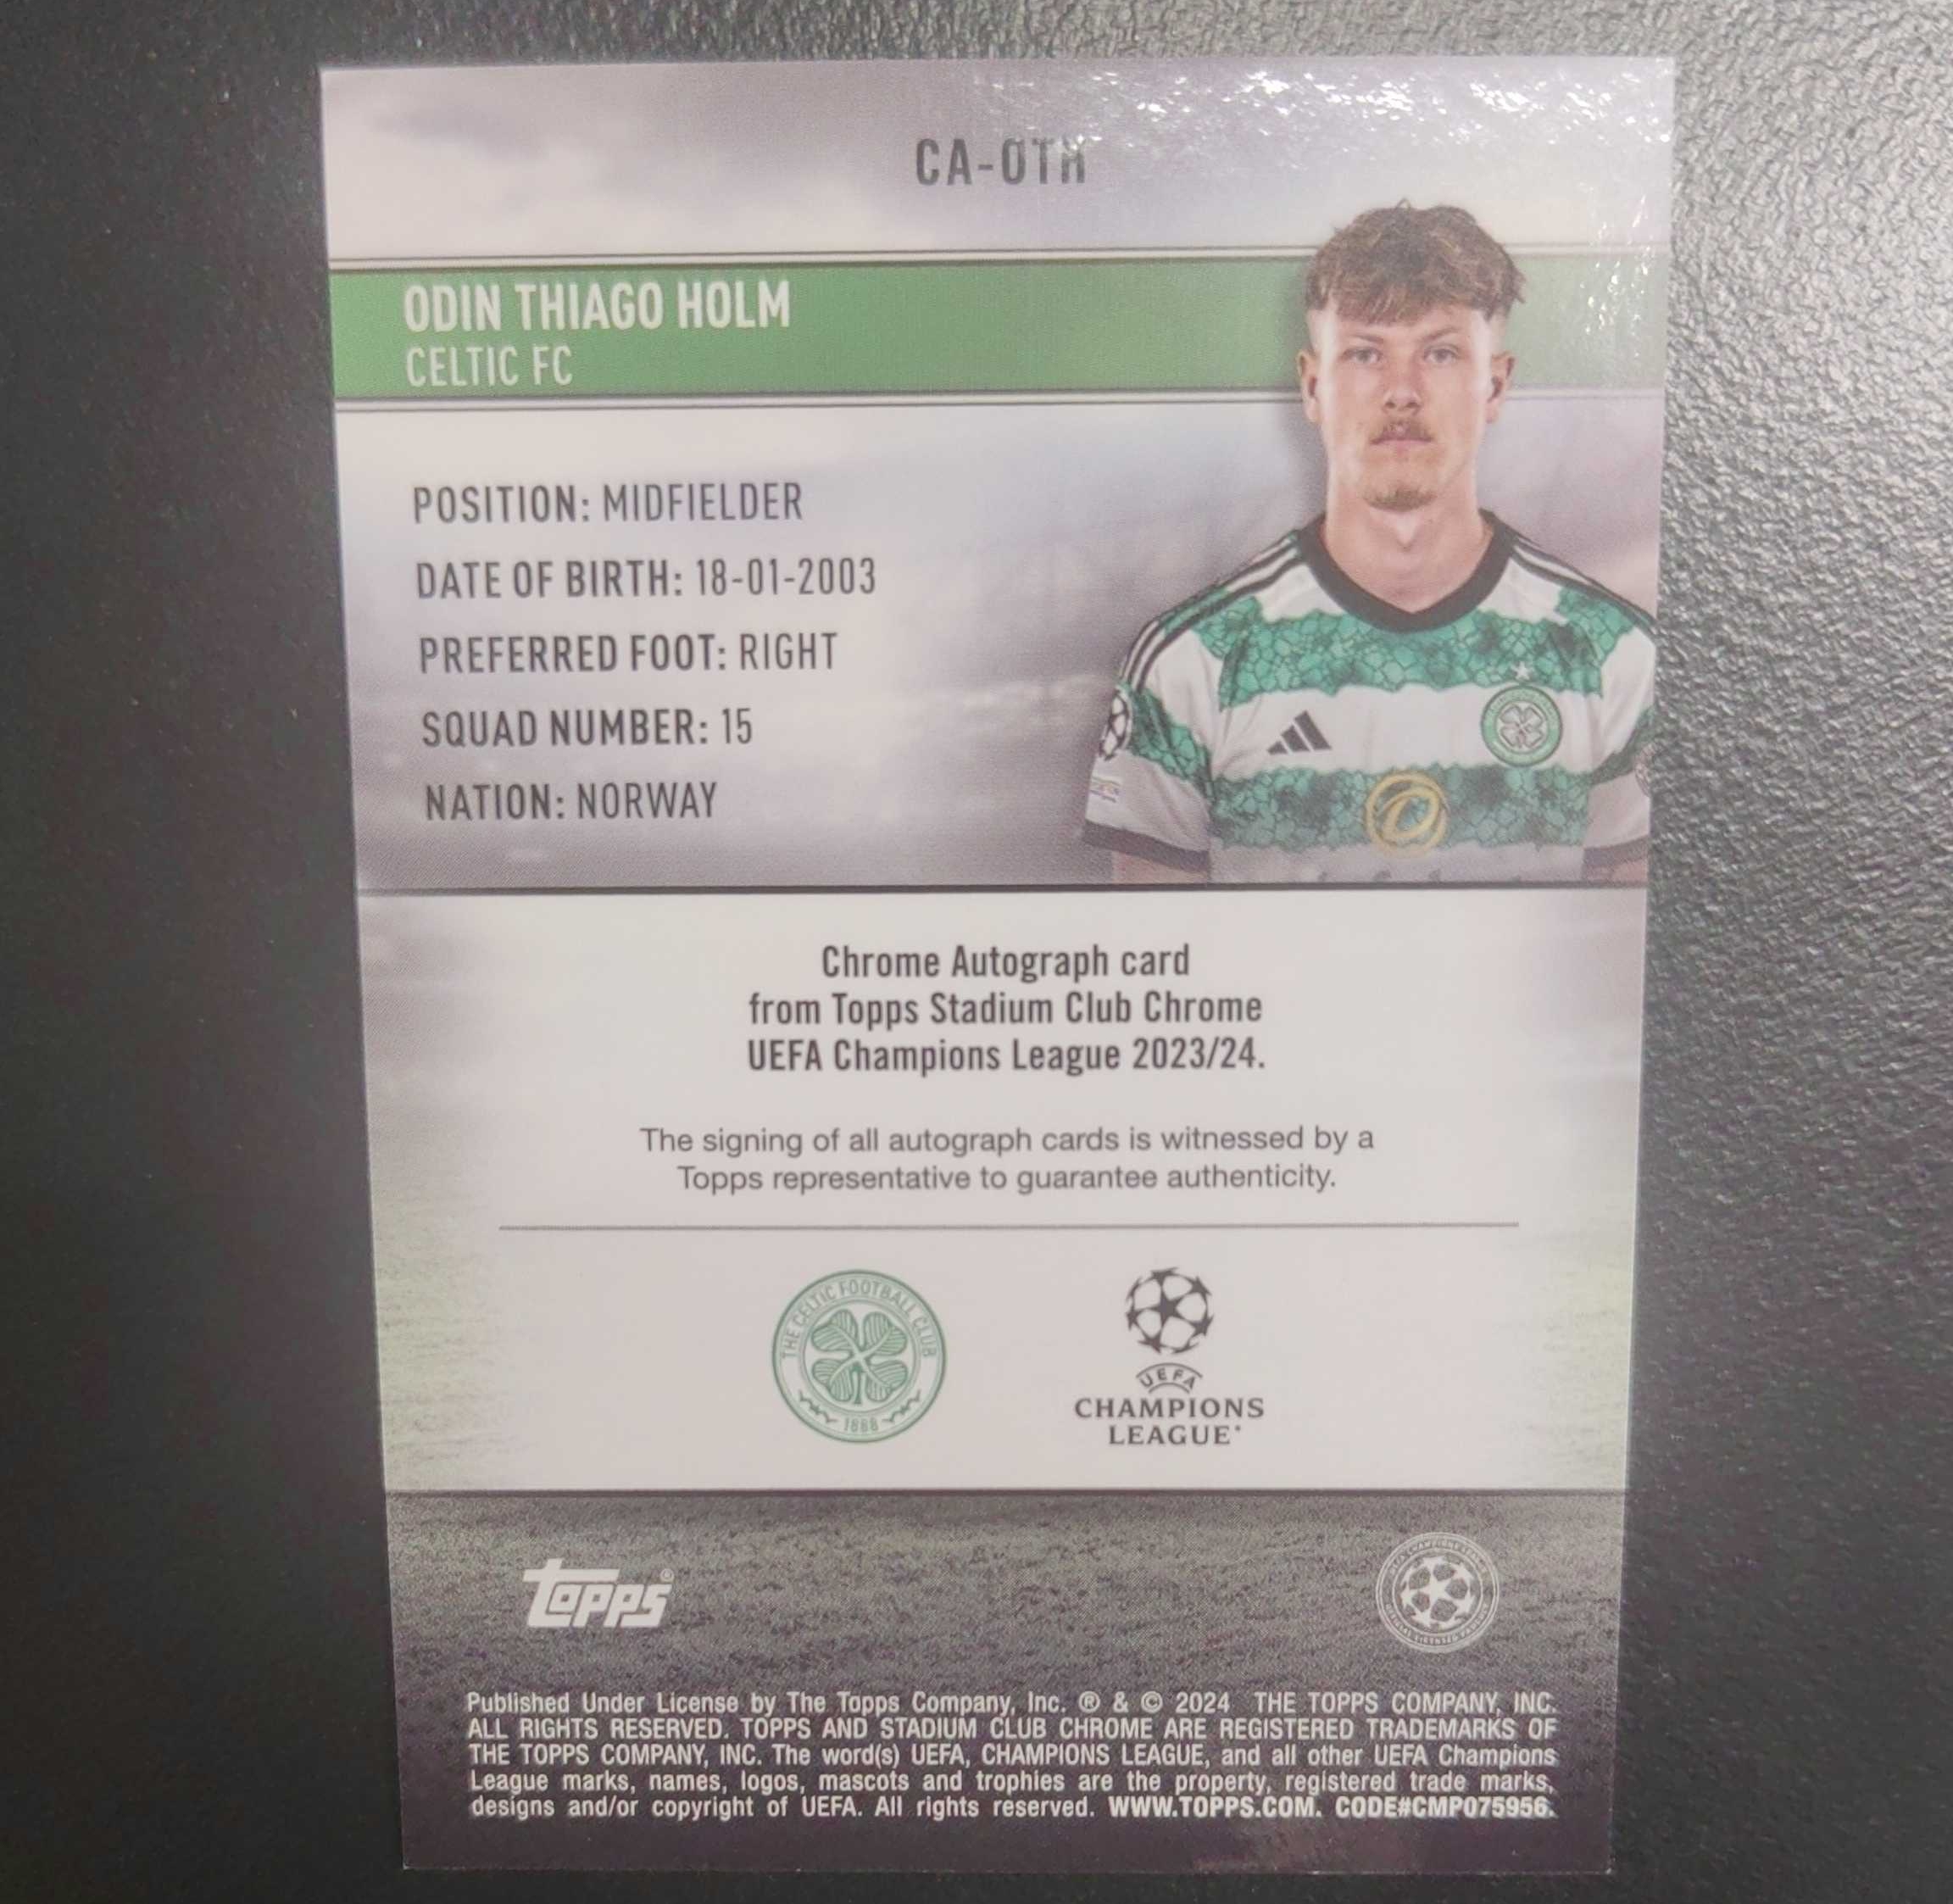 CA-OTH
ODIN THIAGO HOLM
CELTIC FC
POSITION: MIDFIELDER
DATE OF BIRTH: 18-01-2003
PREFERRED FOOT: RIGHT
SQUAD NUMBER: 15
NATION: NORWAY
Chrome Autograph card
from Topps Stadium Club Chrome
UEFA Champions League 2023/24.
The signing of all autograph cards is witnessed by a
Topps representative to guarantee authenticity.
THE CELTIC FOOTBALL CLUB
1888
UEFA
CHAMPIONS
LEAGUE®
topps®
Published Under License by The Topps Company, Inc. ® & © 2024 THE TOPPS COMPANY, INC.
ALL RIGHTS RESERVED. TOPPS AND STADIUM CLUB CHROME ARE REGISTERED TRADEMARKS OF
THE TOPPS COMPANY, INC. The word(s) UEFA, CHAMPIONS LEAGUE, and all other UEFA Champions
League marks, names, logos, mascots and trophies are the property, registered trade marks,
designs and/or copyright of UEFA. All rights reserved. WWW.TOPPS.COM. CODE#CMP075956.